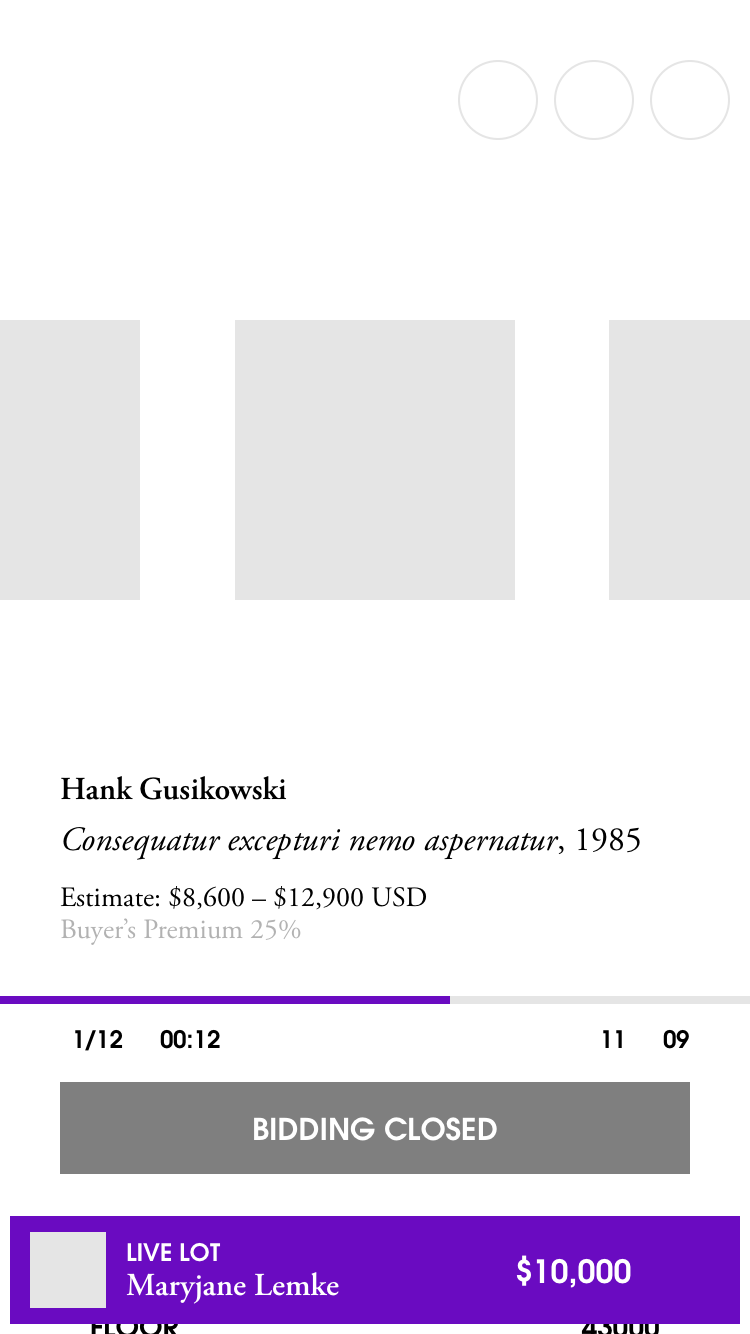 Hank Gusikowski
Consequatur excepturi nemo aspernatur, 1985
Estimate: $8,600 – $12,900 USD
Buyer’s Premium 25%
1/12 00:12 11 09
BIDDING CLOSED
LIVE LOT
Maryjane Lemke
$10,000
FLOOR 43000